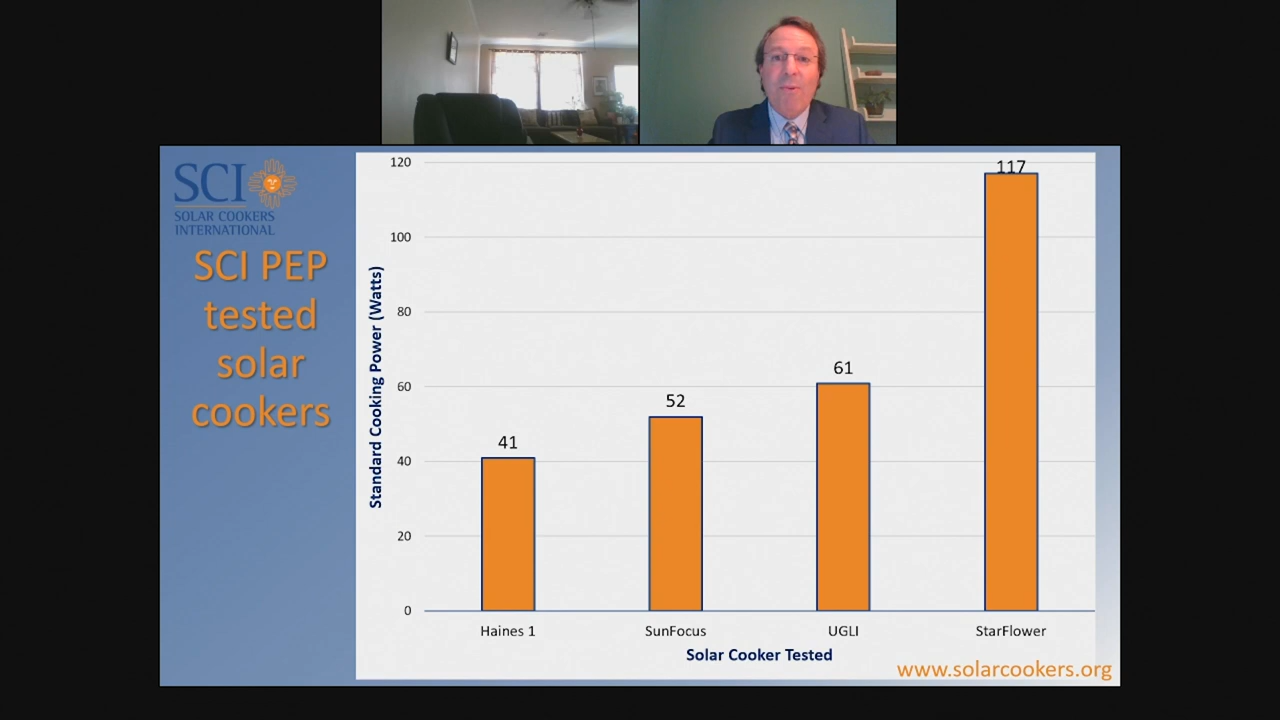 SCI
SOLAR COOKERS
INTERNATIONAL
SCI PEP
tested
solar
cookers
Standard Cooking Power (Watts)
120
100
80
60
40
20
0
41
52
61
117
Haines 1
SunFocus
UGLI
StarFlower
Solar Cooker Tested
www.solarcookers.org